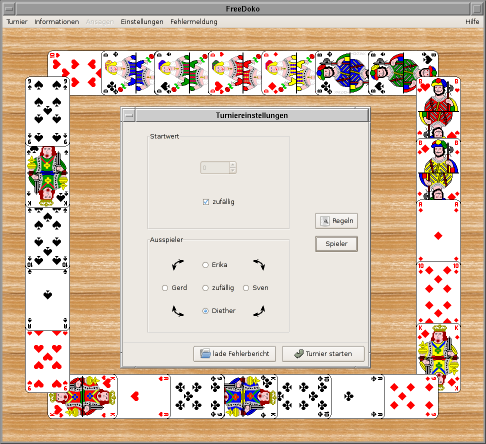 FreeDoko
Turnier Informationen Ansager Einstellungen Fehlermeldung Hilfe
Turniereinstellungen
Startwert
0
zufällig
Regeln
Spieler
Ausspieler
Erika
Gerd zufällig Sven
Diether
lade Fehlerbericht Turnier starten